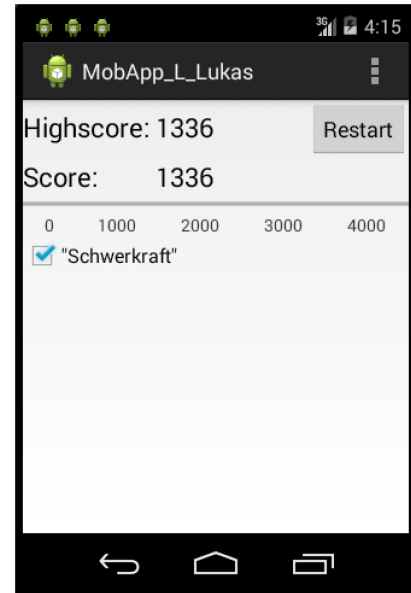 3G 4:15
MobApp_L_Lukas
Highscore: 1336 Restart
Score: 1336
0 1000 2000 3000 4000
"Schwerkraft"